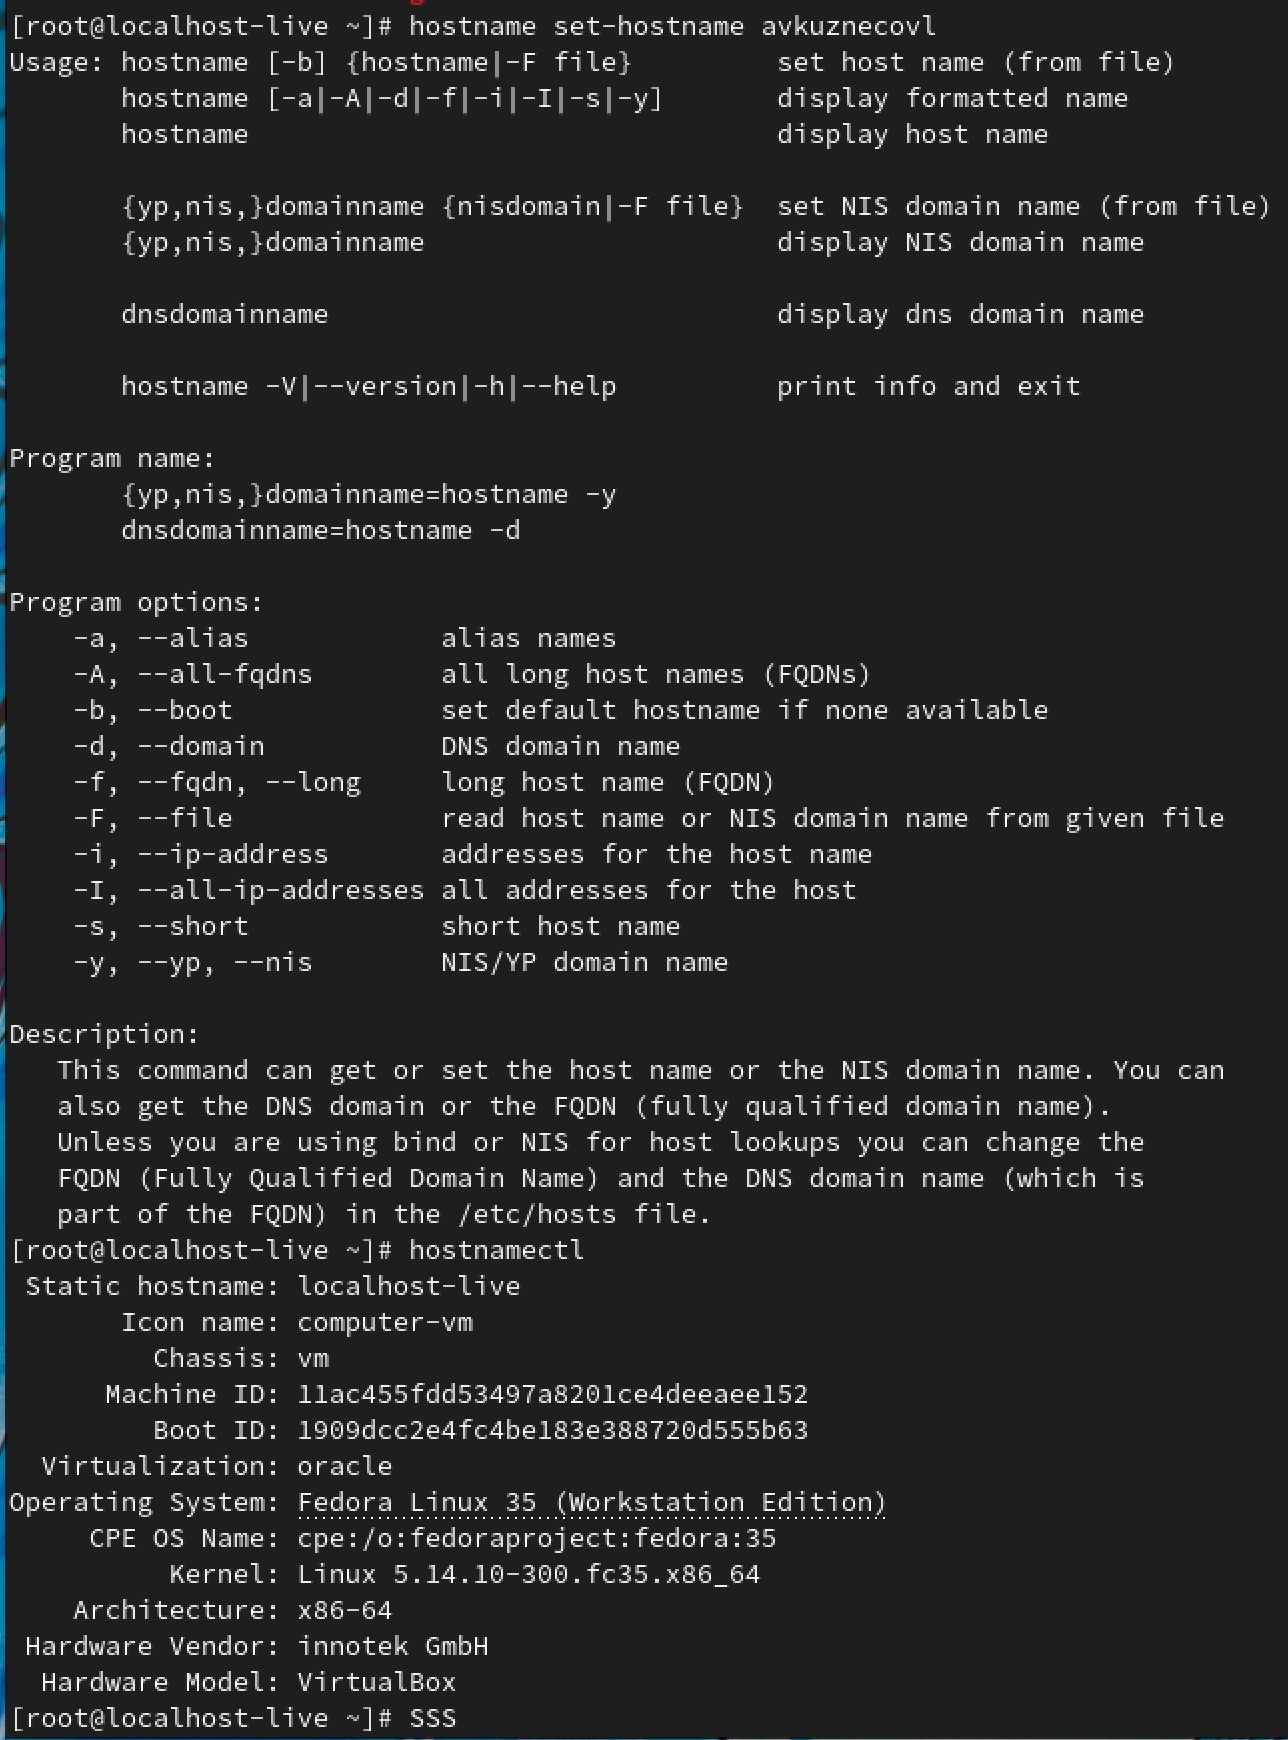 [root@localhost-live ~]# hostname set-hostname avkuznecovl
Usage: hostname [-b] {hostname|-F file}         set host name (from file)
       hostname [-a|-A|-d|-f|-i|-I|-s|-y]       display formatted name
       hostname                                 display host name

       {yp,nis,}domainname {nisdomain|-F file}  set NIS domain name (from file)
       {yp,nis,}domainname                      display NIS domain name

       dnsdomainname                            display dns domain name

       hostname -V|--version|-h|--help          print info and exit

Program name:
       {yp,nis,}domainname=hostname -y
       dnsdomainname=hostname -d

Program options:
    -a, --alias            alias names
    -A, --all-fqdns        all long host names (FQDNs)
    -b, --boot             set default hostname if none available
    -d, --domain           DNS domain name
    -f, --fqdn, --long     long host name (FQDN)
    -F, --file             read host name or NIS domain name from given file
    -i, --ip-address       addresses for the host name
    -I, --all-ip-addresses all addresses for the host
    -s, --short            short host name
    -y, --yp, --nis        NIS/YP domain name

Description:
   This command can get or set the host name or the NIS domain name. You can
   also get the DNS domain or the FQDN (fully qualified domain name).
   Unless you are using bind or NIS for host lookups you can change the
   FQDN (Fully Qualified Domain Name) and the DNS domain name (which is
   part of the FQDN) in the /etc/hosts file.
[root@localhost-live ~]# hostnamectl
 Static hostname: localhost-live
       Icon name: computer-vm
         Chassis: vm
      Machine ID: 11ac455fdd53497a8201ce4deeaee152
         Boot ID: 1909dcc2e4fc4be183e388720d555b63
  Virtualization: oracle
Operating System: Fedora Linux 35 (Workstation Edition)
     CPE OS Name: cpe:/o:fedoraproject:fedora:35
          Kernel: Linux 5.14.10-300.fc35.x86_64
    Architecture: x86-64
 Hardware Vendor: innotek GmbH
  Hardware Model: VirtualBox
[root@localhost-live ~]# SSS